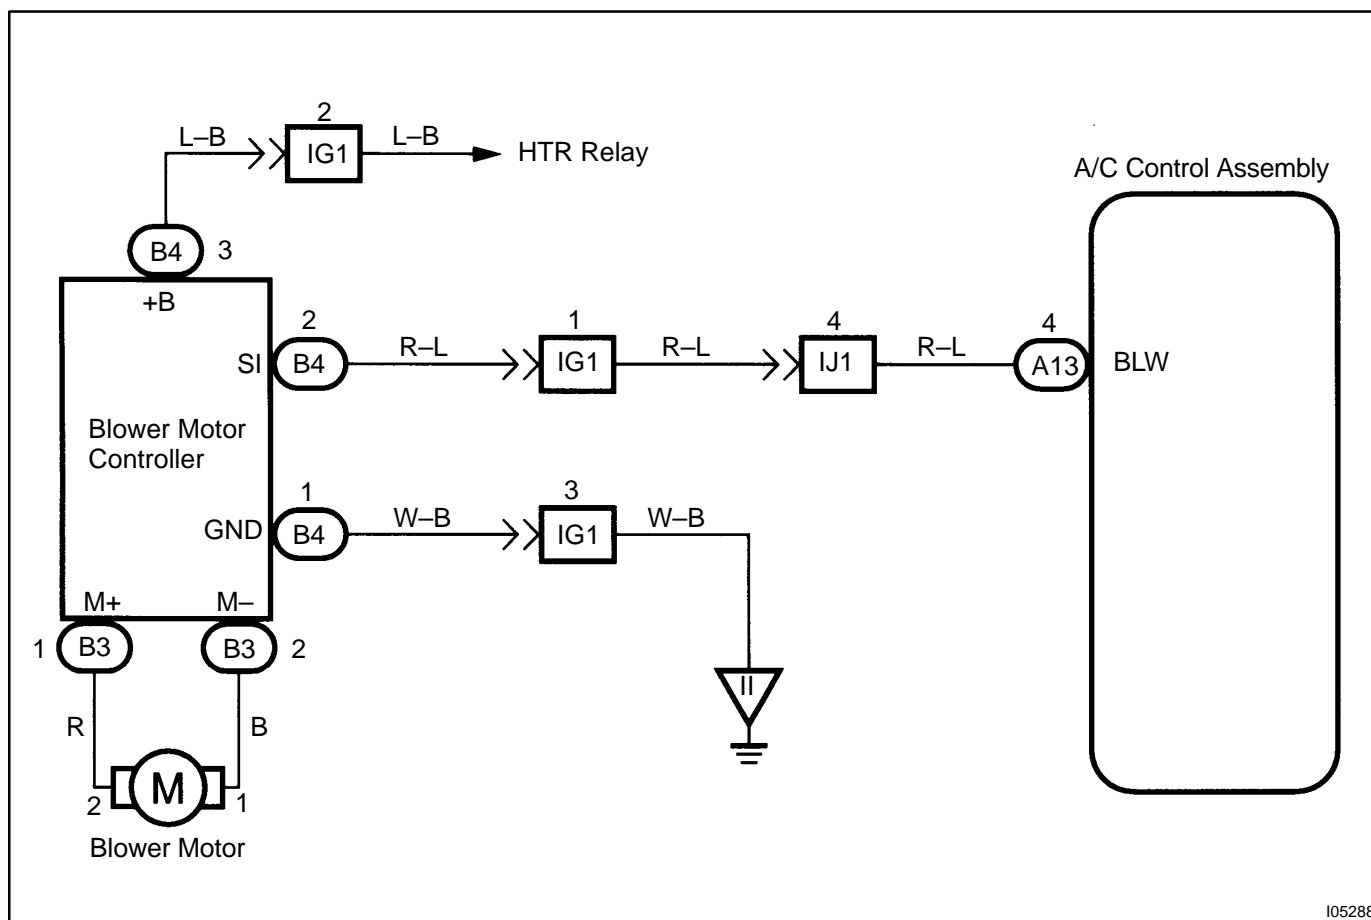 2
L–B
IG1
L–B
HTR Relay
A/C Control Assembly
B4
3
+B
2
1
4
4
SI
B4
R–L
IG1
R–L
IJ1
R–L
A13
BLW
Blower Motor
Controller
1
3
GND
B4
W–B
IG1
W–B
M+
M–
1
B3
B3
2
II
R
B
M
2
1
Blower Motor
I05288